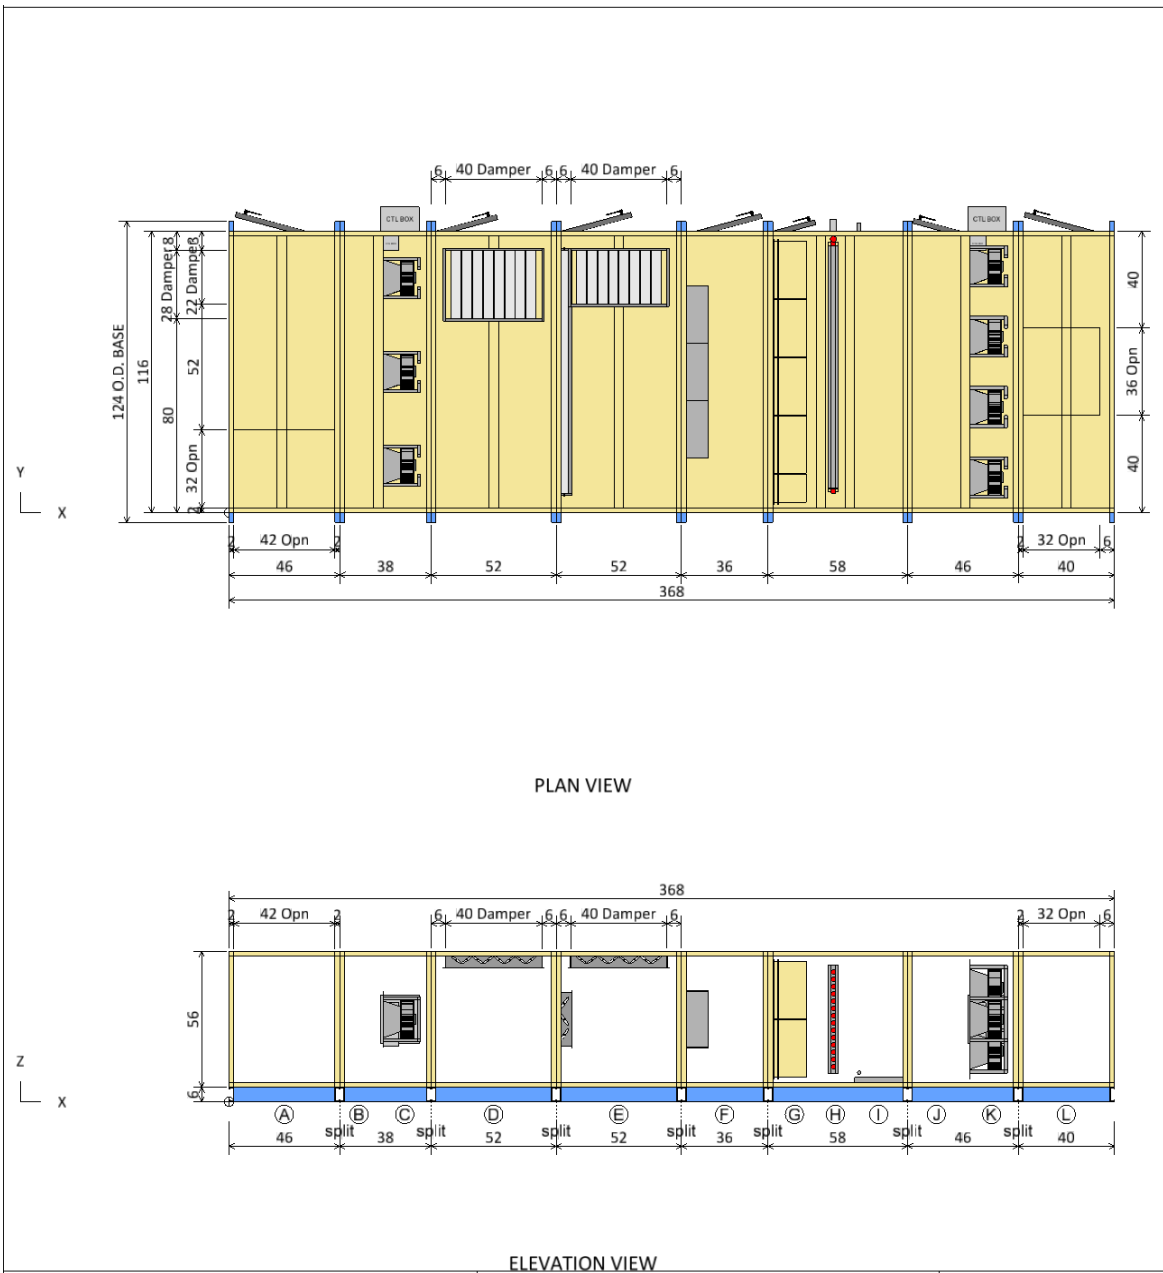 6 40 Damper 6 6 40 Damper 6
CTL BOX CTL BOX
8
28 Damper
22 Damper
124 O.D. BASE
116
80
52
32 Opn
2
40
36 Opn
40
Y
X
2 42 Opn 2 2 32 Opn 6
46 38 52 52 36 58 46 40
368
PLAN VIEW
368
2 42 Opn 2 6 40 Damper 6 6 40 Damper 6 2 32 Opn 6
56
6
Z
X
A B C D E F G H I J K L
split split split split split split split
46 38 52 52 36 58 46 40
ELEVATION VIEW